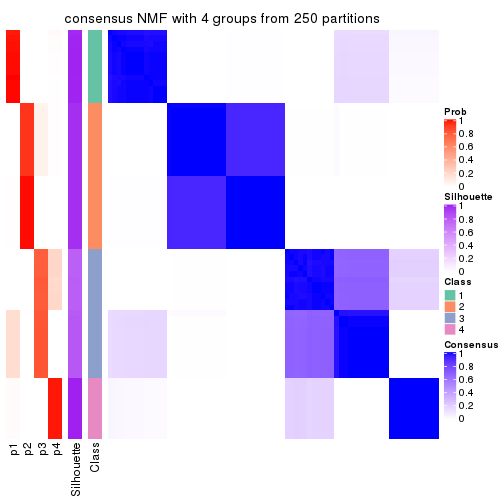 consensus NMF with 4 groups from 250 partitions
Prob
1
0.8
0.6
0.4
0.2
0
Silhouette
1
0.8
0.6
0.4
0.2
0
Class
1
2
3
4
Consensus
1
0.8
0.6
0.4
0.2
0
p1
p2
p3
p4
Silhouette
Class